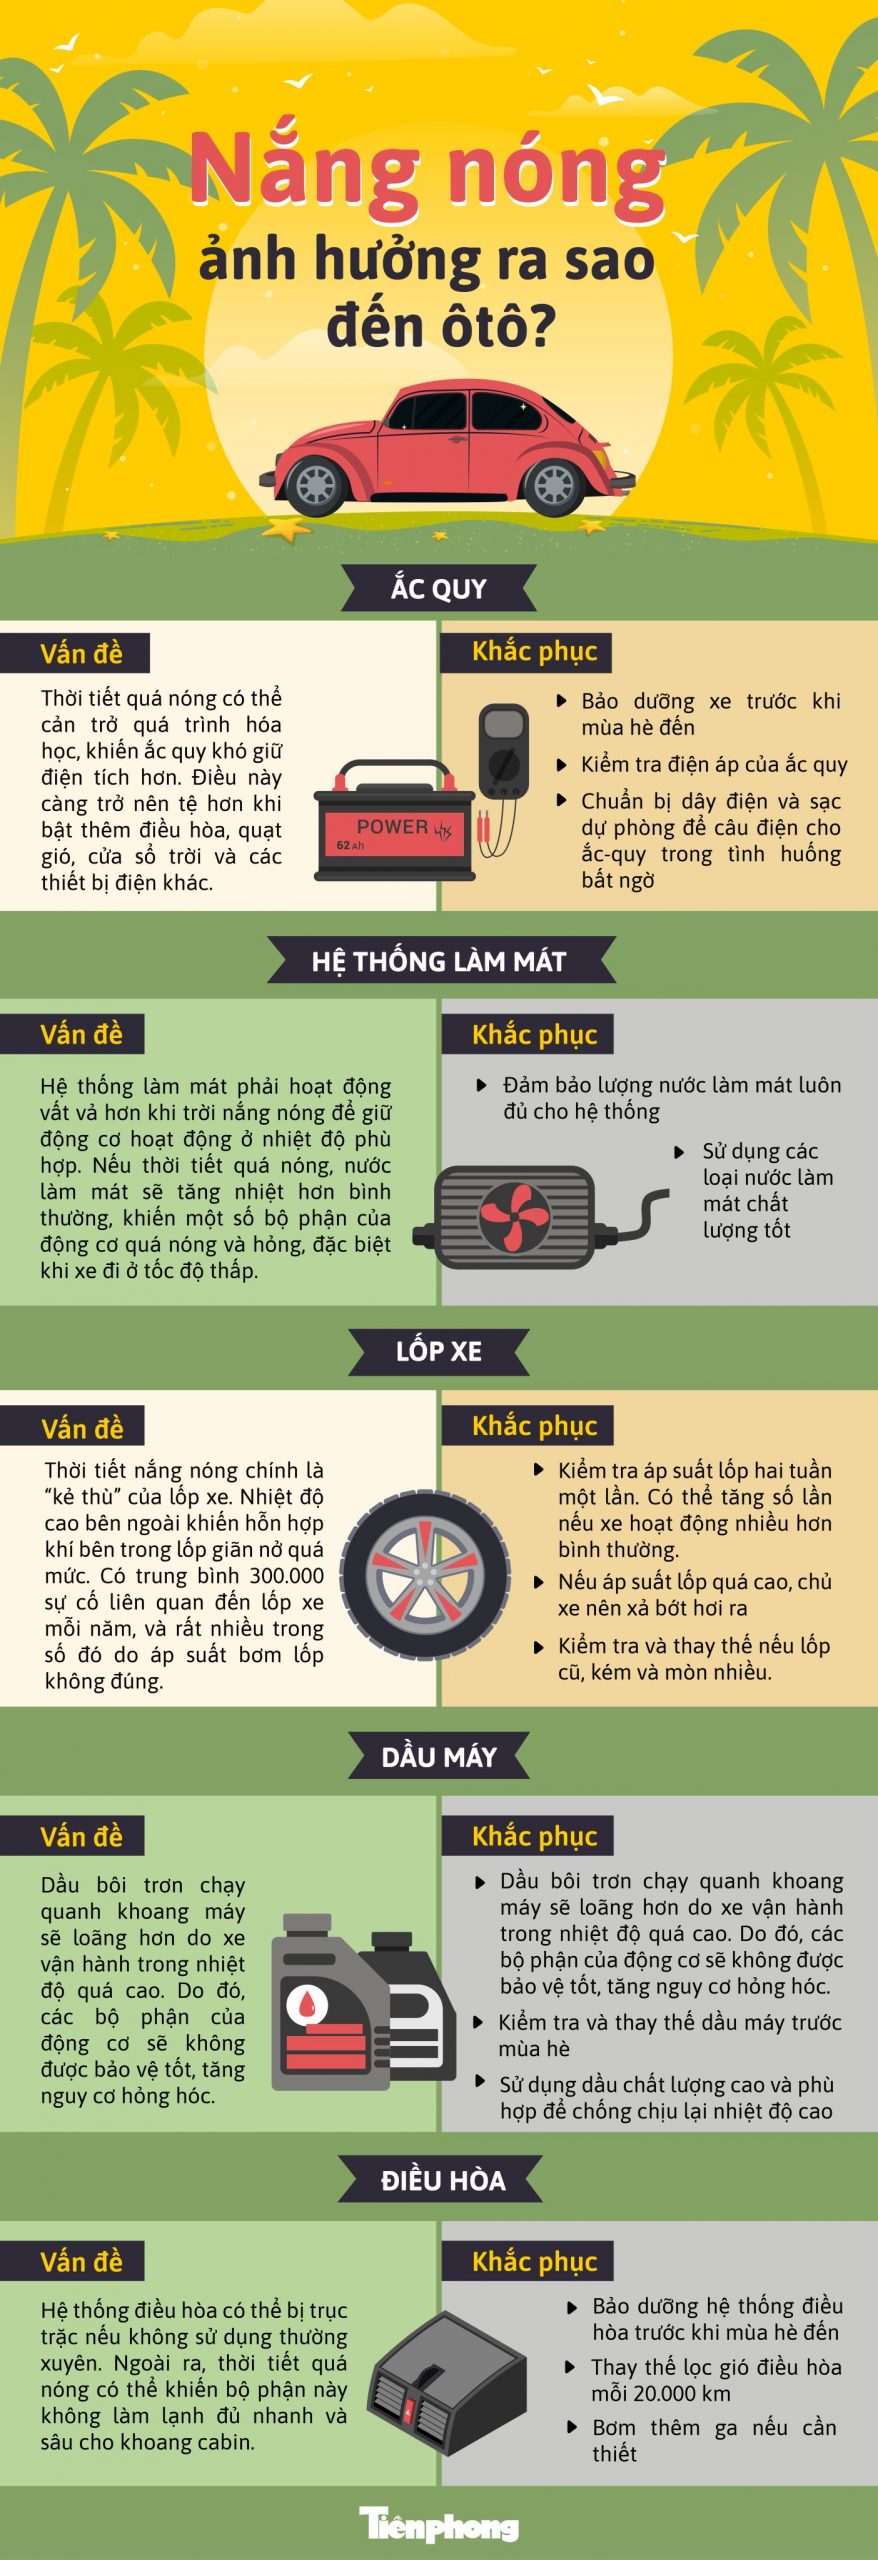 Nắng nóng
ảnh hưởng ra sao
đến ôtô?
ẮC QUY
Vấn đề
Thời tiết quá nóng có thể
cản trở quá trình hóa
học, khiến ắc quy khó giữ
điện tích hơn. Điều này
càng trở nên tệ hơn khi
bật thêm điều hòa, quạt
gió, cửa sổ trời và các
thiết bị điện khác.
POWER
62 Ah
Khắc phục
Bảo dưỡng xe trước khi
mùa hè đến
Kiểm tra điện áp của ắc quy
Chuẩn bị dây điện và sạc
dự phòng để câu điện cho
ắc-quy trong tình huống
bất ngờ
HỆ THỐNG LÀM MÁT
Vấn đề
Hệ thống làm mát phải hoạt động
vất vả hơn khi trời nắng nóng để giữ
động cơ hoạt động ở nhiệt độ phù
hợp. Nếu thời tiết quá nóng, nước
làm mát sẽ tăng nhiệt hơn bình
thường, khiến một số bộ phận của
động cơ quá nóng và hỏng, đặc biệt
khi xe đi ở tốc độ thấp.
Khắc phục
Đảm bảo lượng nước làm mát luôn
đủ cho hệ thống
Sử dụng các
loại nước làm
mát chất
lượng tốt
LỐP XE
Vấn đề
Thời tiết nắng nóng chính là
“kẻ thù” của lốp xe. Nhiệt độ
cao bên ngoài khiến hỗn hợp
khí bên trong lốp giãn nở quá
mức. Có trung bình 300.000
sự cố liên quan đến lốp xe
mỗi năm, và rất nhiều trong
số đó do áp suất bơm lốp
không đúng.
Khắc phục
Kiểm tra áp suất lốp hai tuần
một lần. Có thể tăng số lần
nếu xe hoạt động nhiều hơn
bình thường.
Nếu áp suất lốp quá cao, chủ
xe nên xả bớt hơi ra
Kiểm tra và thay thế nếu lốp
cũ, kém và mòn nhiều.
DẦU MÁY
Vấn đề
Dầu bôi trơn chạy
quanh khoang máy
sẽ loãng hơn do xe
vận hành trong nhiệt
độ quá cao. Do đó,
các bộ phận của
động cơ sẽ không
được bảo vệ tốt, tăng
nguy cơ hỏng hóc.
Khắc phục
Dầu bôi trơn chạy quanh khoang
máy sẽ loãng hơn do xe vận hành
trong nhiệt độ quá cao. Do đó, các
bộ phận của động cơ sẽ không được
bảo vệ tốt, tăng nguy cơ hỏng hóc.
Kiểm tra và thay thế dầu máy trước
mùa hè
Sử dụng dầu chất lượng cao và phù
hợp để chống chịu lại nhiệt độ cao
ĐIỀU HÒA
Vấn đề
Hệ thống điều hòa có thể bị trục
trặc nếu không sử dụng thường
xuyên. Ngoài ra, thời tiết quá
nóng có thể khiến bộ phận này
không làm lạnh đủ nhanh và
sâu cho khoang cabin.
Khắc phục
Bảo dưỡng hệ thống điều
hòa trước khi mùa hè đến
Thay thế lọc gió điều hòa
mỗi 20.000 km
Bơm thêm ga nếu cần
thiết
Tiênphong